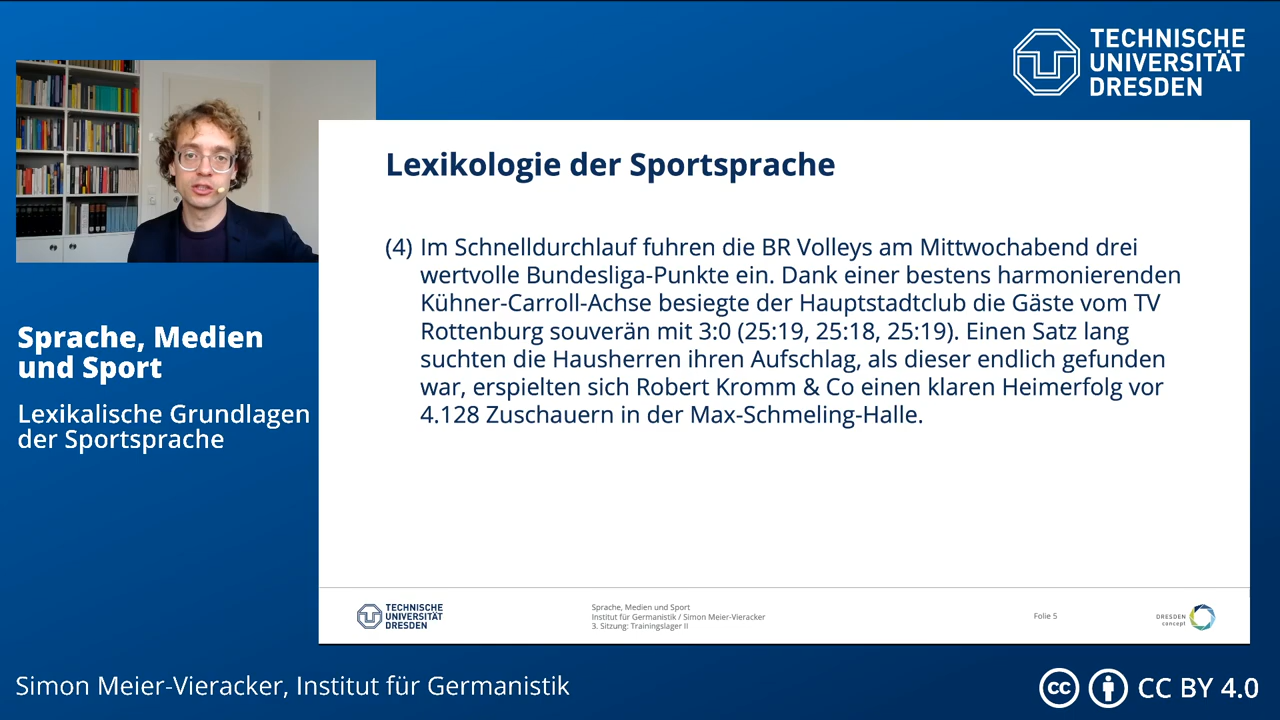 TECHNISCHE
UNIVERSITÄT
DRESDEN
Lexikologie der Sportsprache
(4) Im Schnelldurchlauf fuhren die BR Volleys am Mittwochabend drei
wertvolle Bundesliga-Punkte ein. Dank einer bestens harmonierenden
Kühner-Carroll-Achse besiegte der Hauptstadtclub die Gäste vom TV
Rottenburg souverän mit 3:0 (25:19, 25:18, 25:19). Einen Satz lang
suchten die Hausherren ihren Aufschlag, als dieser endlich gefunden
war, erspielten sich Robert Kromm & Co einen klaren Heimerfolg vor
4.128 Zuschauern in der Max-Schmeling-Halle.
Sprache, Medien
und Sport
Lexikalische Grundlagen
der Sportsprache
TECHNISCHE
UNIVERSITÄT
DRESDEN
Sprache, Medien und Sport
Institut für Germanistik / Simon Meier-Vieracker
3. Sitzung: Trainingslager II
Folie 5
DRESDEN
concept
Simon Meier-Vieracker, Institut für Germanistik
cc CC BY 4.0